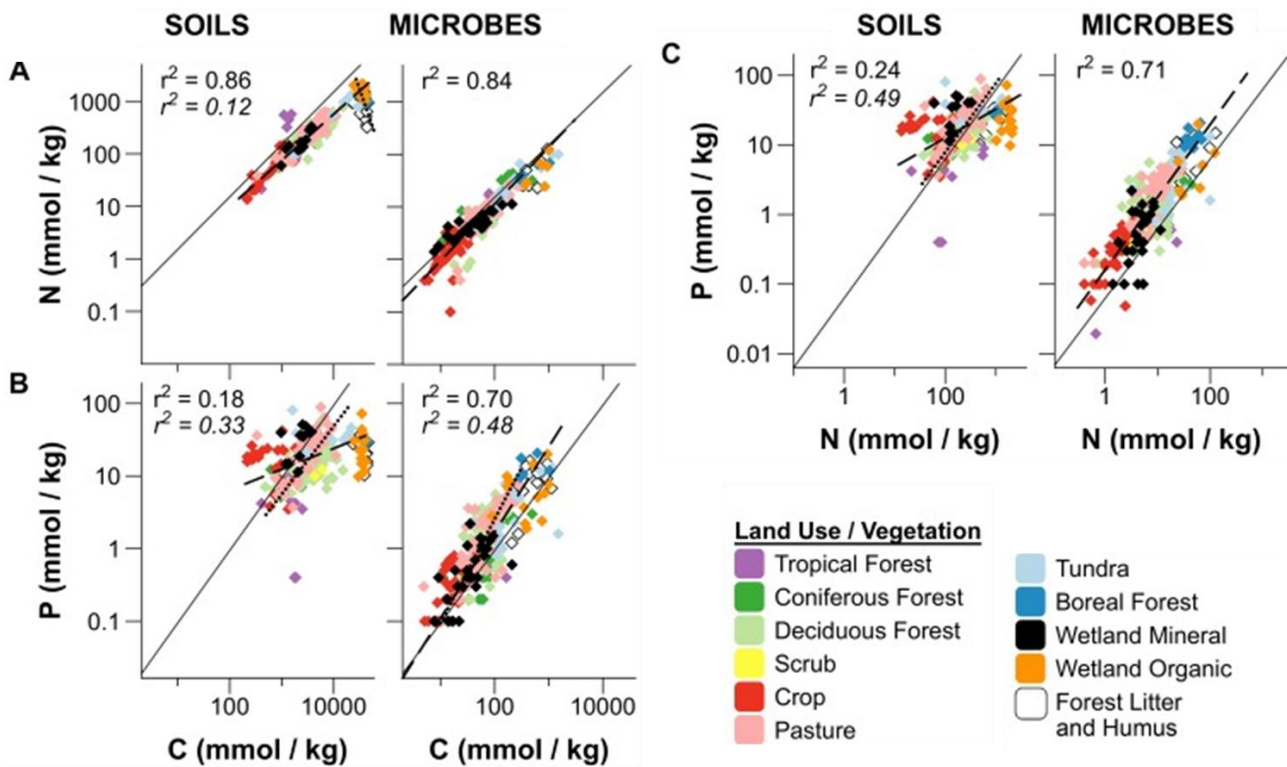 SOILS
MICROBES
A
r² = 0.86
r² = 0.12
r² = 0.84
N (mmol / kg)
1000
100
10
1
0.1
B
r² = 0.18
r² = 0.33
r² = 0.70
r² = 0.48
P (mmol / kg)
100
10
1
0.1
100
10000
100
10000
C (mmol / kg)
C (mmol / kg)
SOILS
MICROBES
C
r² = 0.24
r² = 0.49
r² = 0.71
P (mmol / kg)
100
10
1
0.1
0.01
1
100
1
100
N (mmol / kg)
N (mmol / kg)
Land Use / Vegetation
Tropical Forest
Coniferous Forest
Deciduous Forest
Scrub
Crop
Pasture
Tundra
Boreal Forest
Wetland Mineral
Wetland Organic
Forest Litter
and Humus